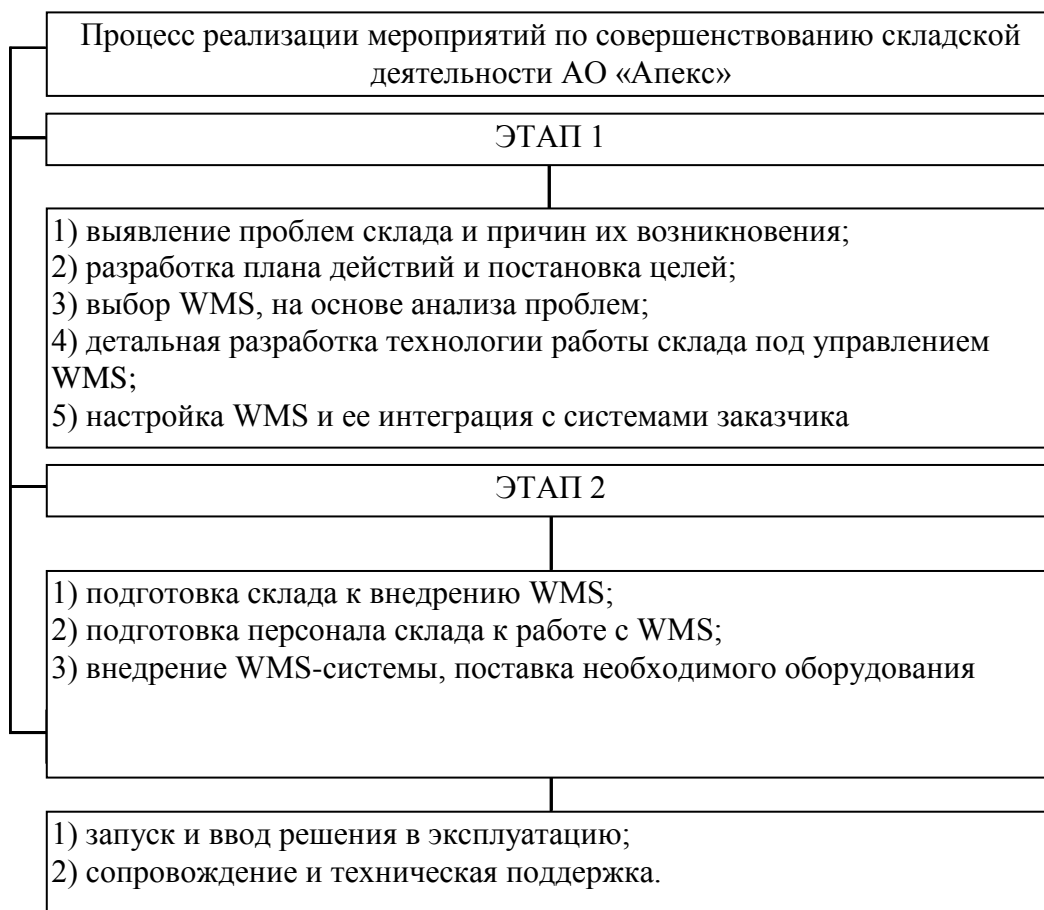 Процесс реализации мероприятий по совершенствованию складской
деятельности АО «Апекс»
ЭТАП 1
1) выявление проблем склада и причин их возникновения;
2) разработка плана действий и постановка целей;
3) выбор WMS, на основе анализа проблем;
4) детальная разработка технологии работы склада под управлением
WMS;
5) настройка WMS и ее интеграция с системами заказчика
ЭТАП 2
1) подготовка склада к внедрению WMS;
2) подготовка персонала склада к работе с WMS;
3) внедрение WMS-системы, поставка необходимого оборудования
1) запуск и ввод решения в эксплуатацию;
2) сопровождение и техническая поддержка.